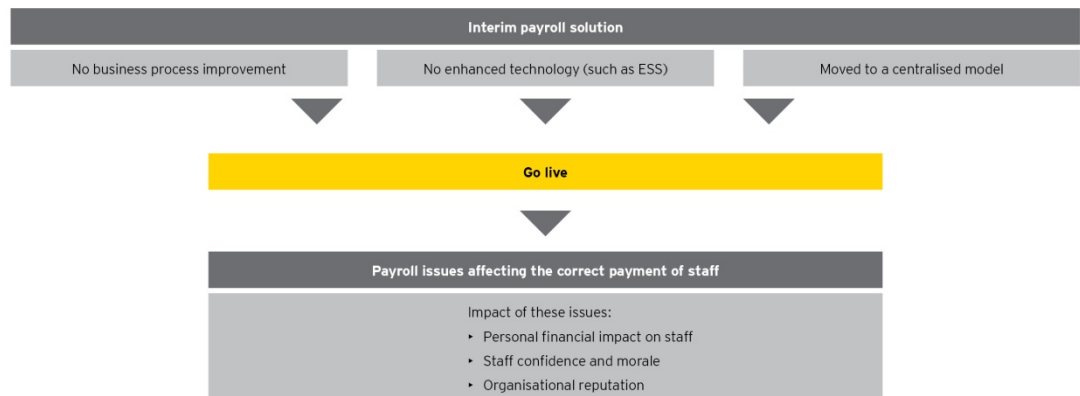 Interim payroll solution
No business process improvement
No enhanced technology (such as ESS)
Moved to a centralised model
Go live
Payroll issues affecting the correct payment of staff
Impact of these issues:
‣ Personal financial impact on staff
‣ Staff confidence and morale
‣ Organisational reputation